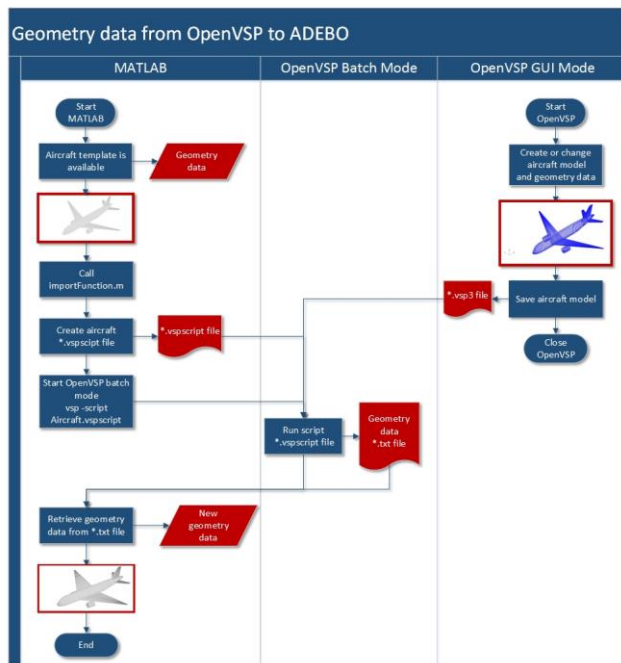 Geometry data from OpenVSP to ADEBO
MATLAB
OpenVSP Batch Mode
OpenVSP GUI Mode
Start
MATLAB
Aircraft template is
available
Geometry
data
Call
importFunction.m
Create aircraft
*.vspscipt file
*.vspscript file
Start OpenVSP batch
mode
vsp -script
Aircraft.vspscript
Retrieve geometry
data from *.txt file
New
geometry
data
End
Run script
*.vspscript file
Geometry
data
*.txt file
Start
OpenVSP
Create or change
aircraft model
and geometry data
*.vsp3 file
Save aircraft model
Close
OpenVSP